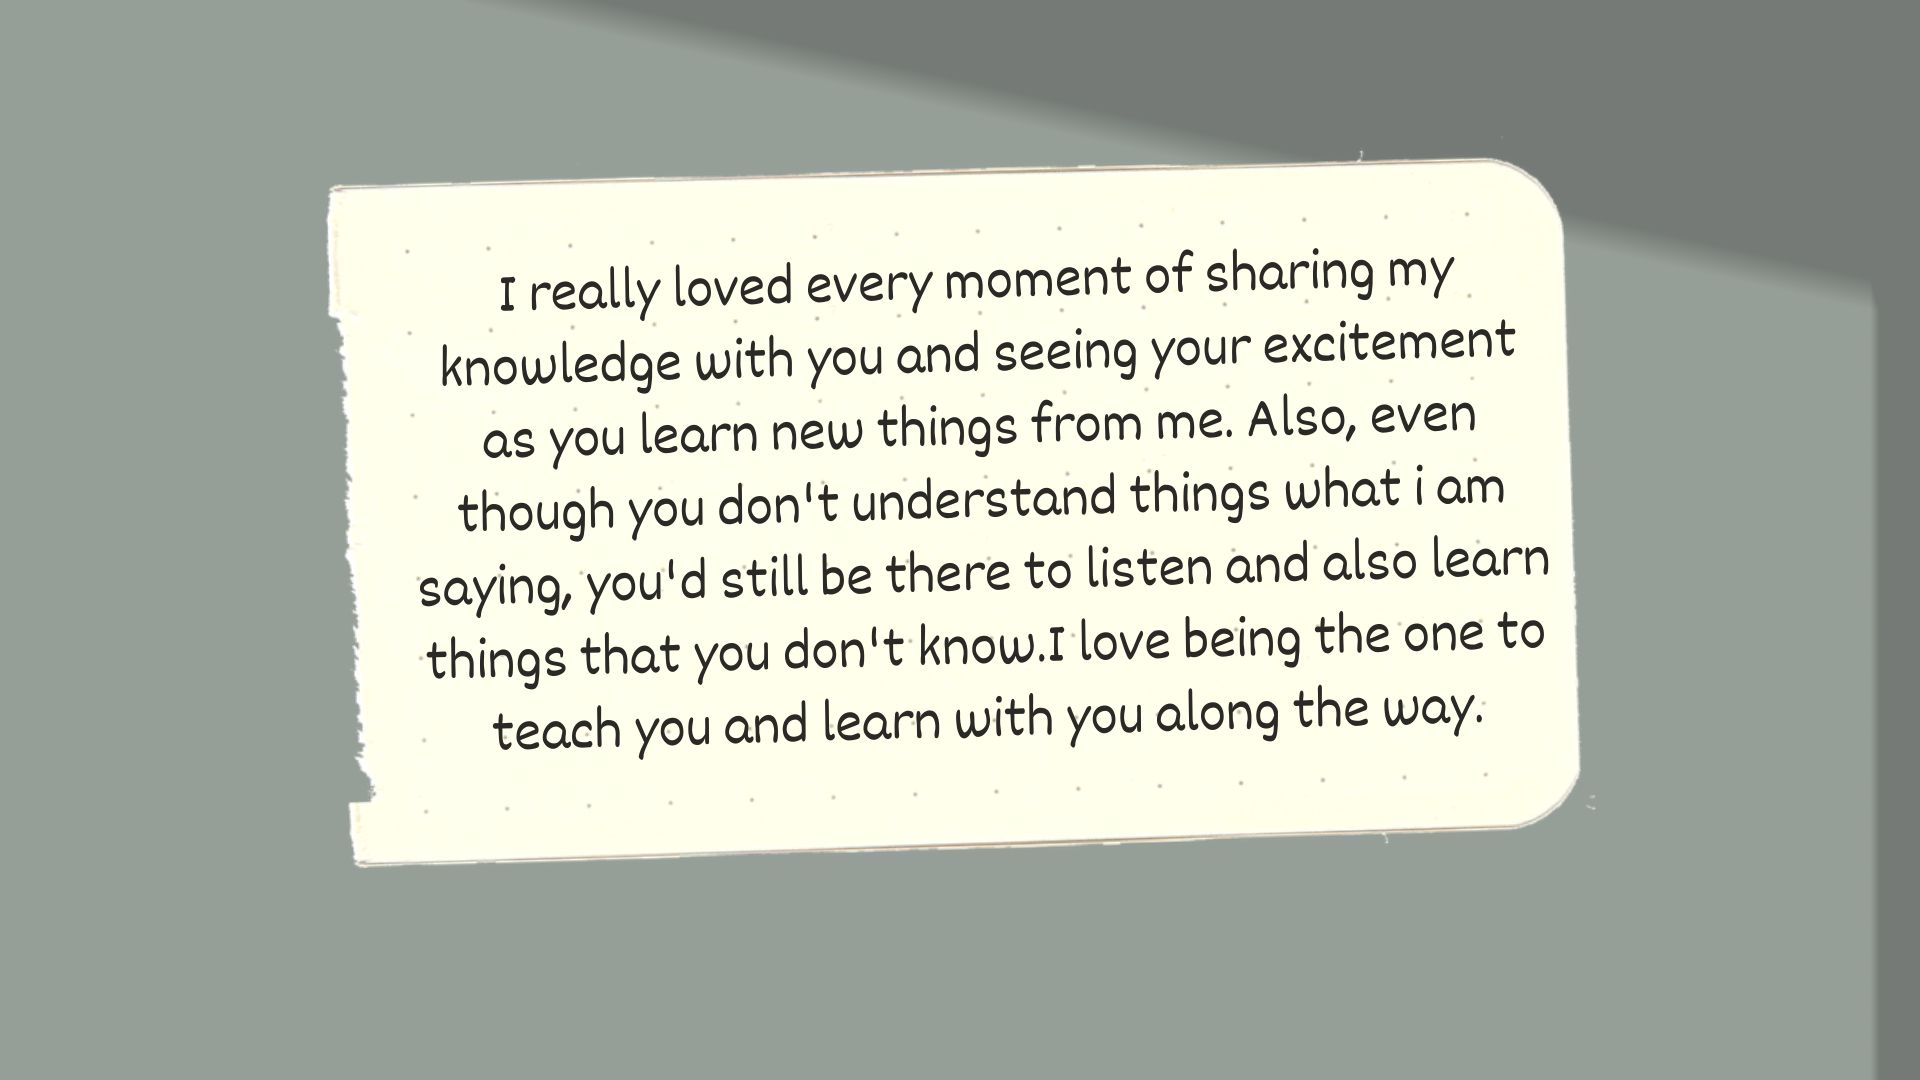 I really loved every moment of sharing my
knowledge with you and seeing your excitement
as you learn new things from me. Also, even
though you don't understand things what i am
saying, you'd still be there to listen and also learn
things that you don't know.I love being the one to
teach you and learn with you along the way.